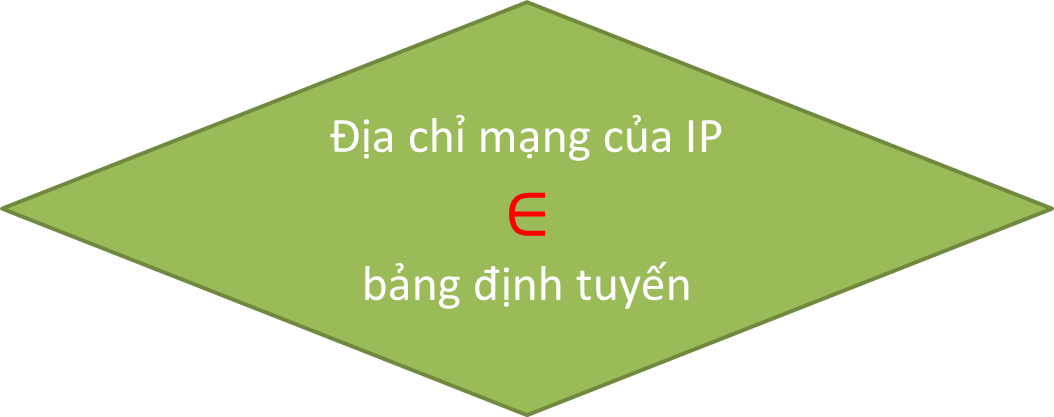 Địa chỉ mạng của IP
∈
bảng định tuyến